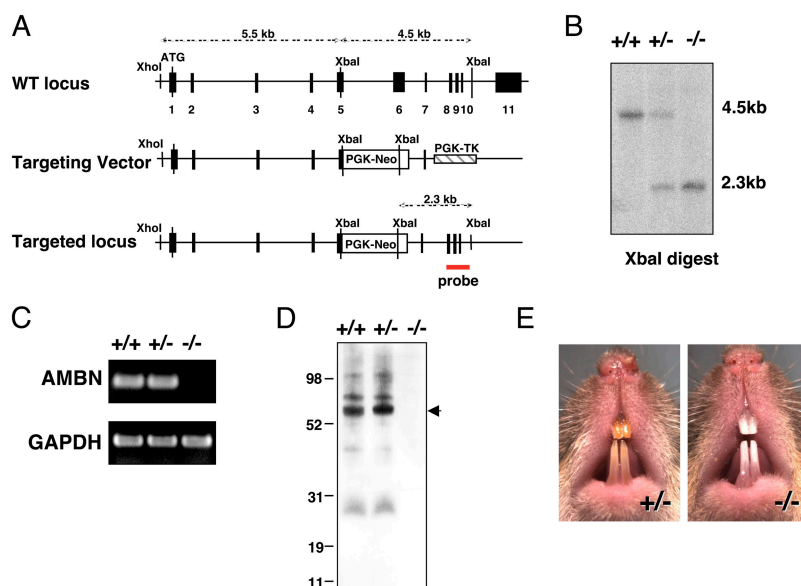 A
5.5 kb
4.5 kb
XhoI
ATG
XbaI
XbaI
WT locus
1 2 3 4 5 6 7 8 9 10 11
XhoI
XbaI
XbaI
PGK-TK
Targeting Vector
PGK-Neo
2.3 kb
XhoI
XbaI
XbaI
XbaI
Targeted locus
PGK-Neo
probe
B
+/+ +/- -/-
4.5kb
2.3kb
XbaI digest
C
+/+ +/- -/-
AMBN
GAPDH
D
+/+ +/- -/-
98
52
31
19
11
E
+/-
-/-